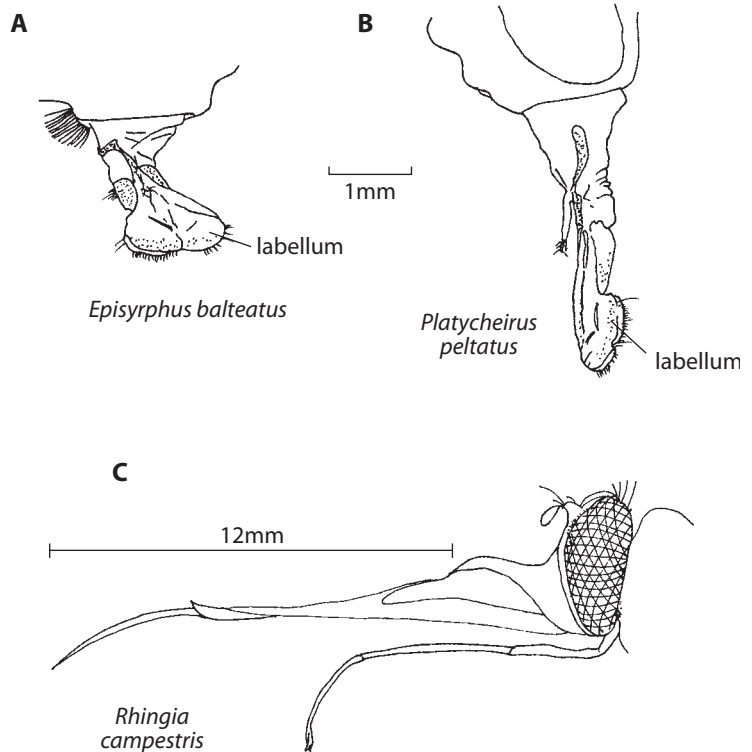 A
B
1mm
labellum
Episyrphus balteatus
Platycheirus
peltatus
labellum
C
12mm
Rhingia
campestris